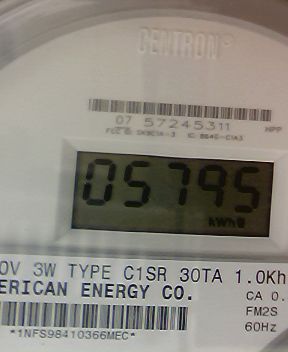 CENTRON®
07 57245311
HPP
05795
kWh
0V 3W TYPE C1SR 30TA 1.0Kh
ERICAN ENERGY CO.
CA 0.
FM2S
60Hz
*1NFS98410366MEC*